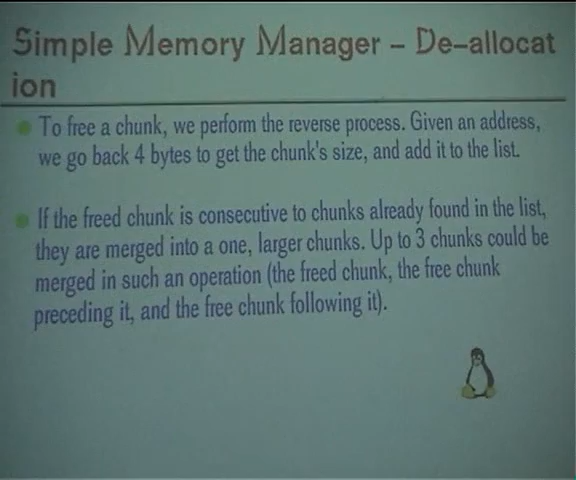 Simple Memory Manager - De-allocat
ion
To free a chunk, we perform the reverse process. Given an address,
we go back 4 bytes to get the chunk's size, and add it to the list.
If the freed chunk is consecutive to chunks already found in the list,
they are merged into a one, larger chunks. Up to 3 chunks could be
merged in such an operation (the freed chunk, the free chunk
preceding it, and the free chunk following it).